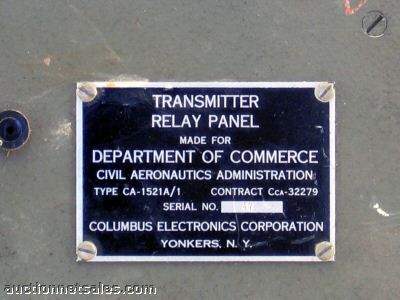 TRANSMITTER
RELAY PANEL
MADE FOR
DEPARTMENT OF COMMERCE
CIVIL AERONAUTICS ADMINISTRATION
TYPE CA-1521A/1 CONTRACT CCA-32279
SERIAL NO.
COLUMBUS ELECTRONICS CORPORATION
YONKERS, N. Y.
auctionnetsales.com